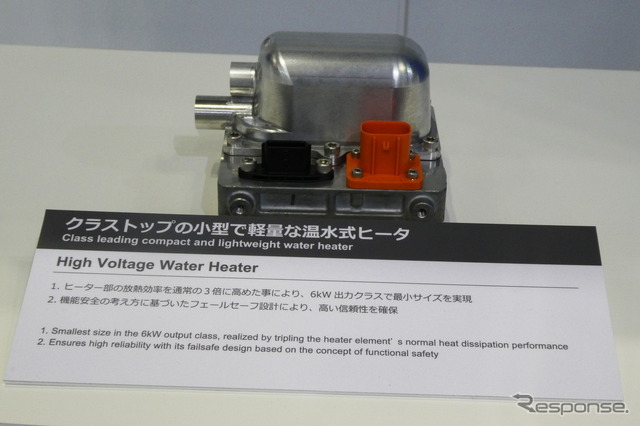 クラストップの小型で軽量な温水式ヒータ
Class leading compact and lightweight water heater
High Voltage Water Heater
1. ヒーター部の放熱効率を通常の3倍に高めた事により、6kW出力クラスで最小サイズを実現
2. 機能安全の考え方に基づいたフェールセーフ設計により、高い信頼性を確保
1. Smallest size in the 6kW output class, realized by tripling the heater element's normal heat dissipation performance
2. Ensures high reliability with its failsafe design based on the concept of functional safety
Response.